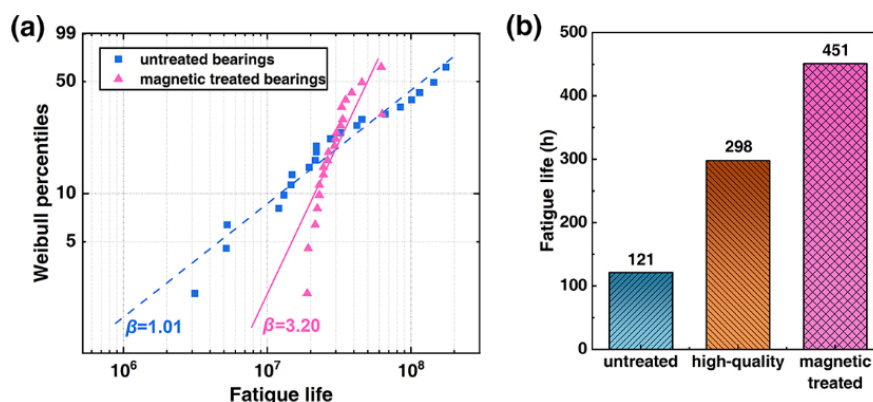 (a)
99
50
10
5
Weibull percentiles
untreated bearings
magnetic treated bearings
β=1.01
β=3.20
10⁶
10⁷
10⁸
Fatigue life
(b)
500
400
300
200
100
0
Fatigue life (h)
121
298
451
untreated
high-quality
magnetic
treated